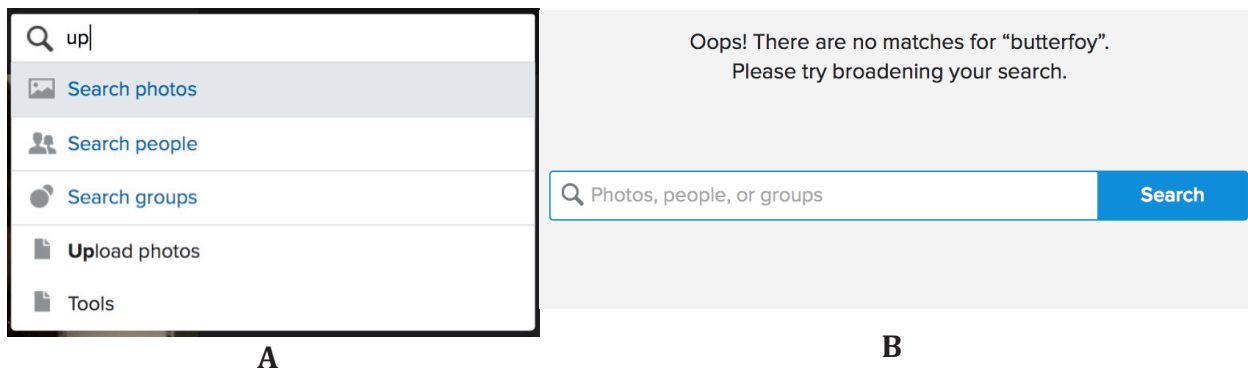 up
Search photos
Search people
Search groups
Upload photos
Tools
A
Oops! There are no matches for “butterfoy”.
Please try broadening your search.
Photos, people, or groups
Search
B